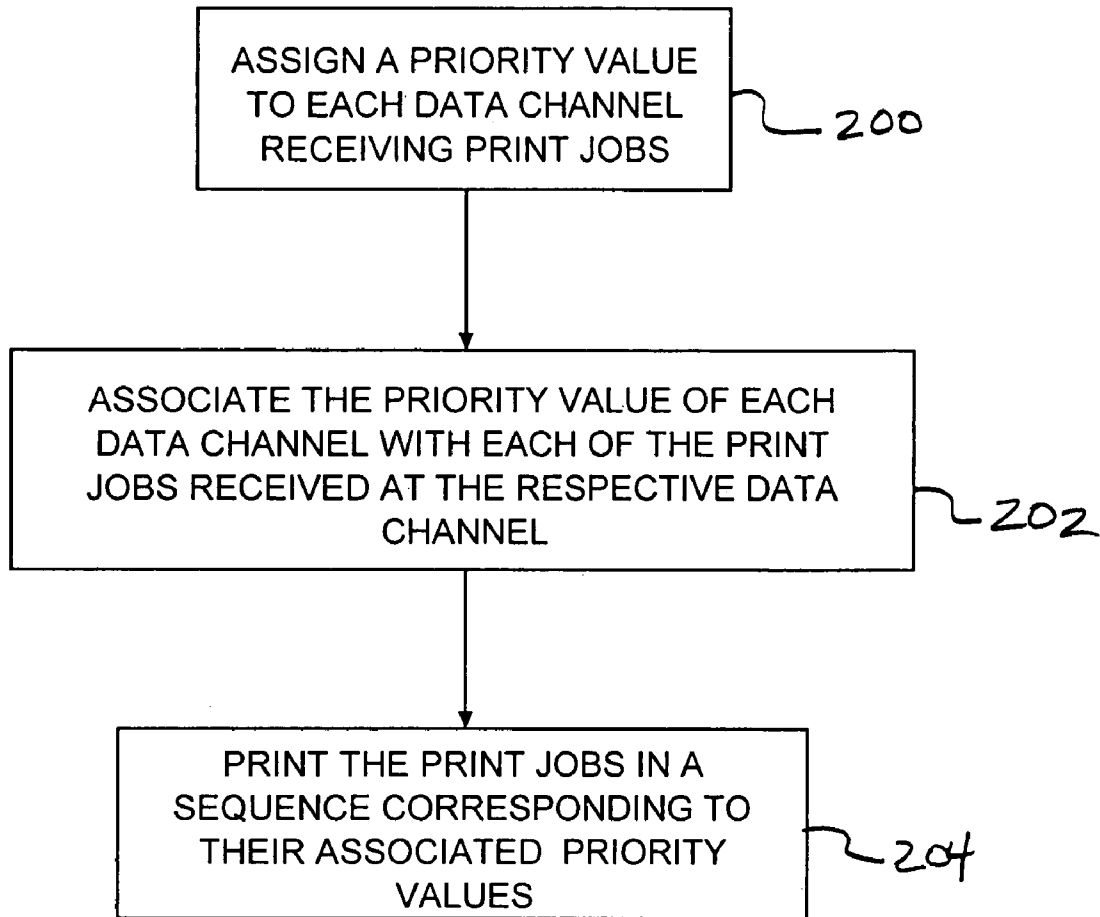 ASSIGN A PRIORITY VALUE
TO EACH DATA CHANNEL
RECEIVING PRINT JOBS
200
ASSOCIATE THE PRIORITY VALUE OF EACH
DATA CHANNEL WITH EACH OF THE PRINT
JOBS RECEIVED AT THE RESPECTIVE DATA
CHANNEL
202
PRINT THE PRINT JOBS IN A
SEQUENCE CORRESPONDING TO
THEIR ASSOCIATED PRIORITY
VALUES
204